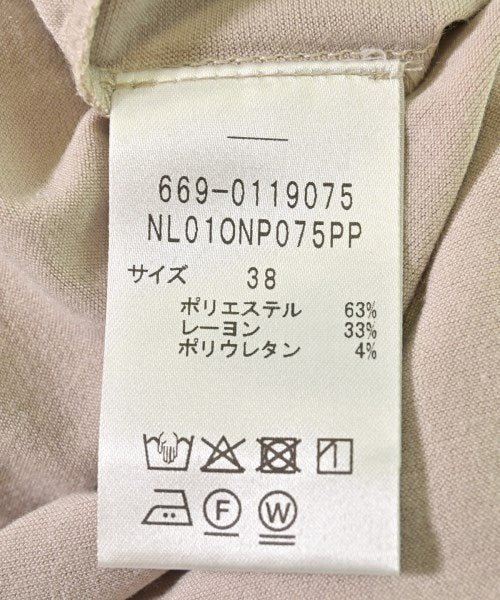 669-0119075
NL01ONP075PP
サイズ 38
ポリエステル 63%
レーヨン 33%
ポリウレタン 4%
F W